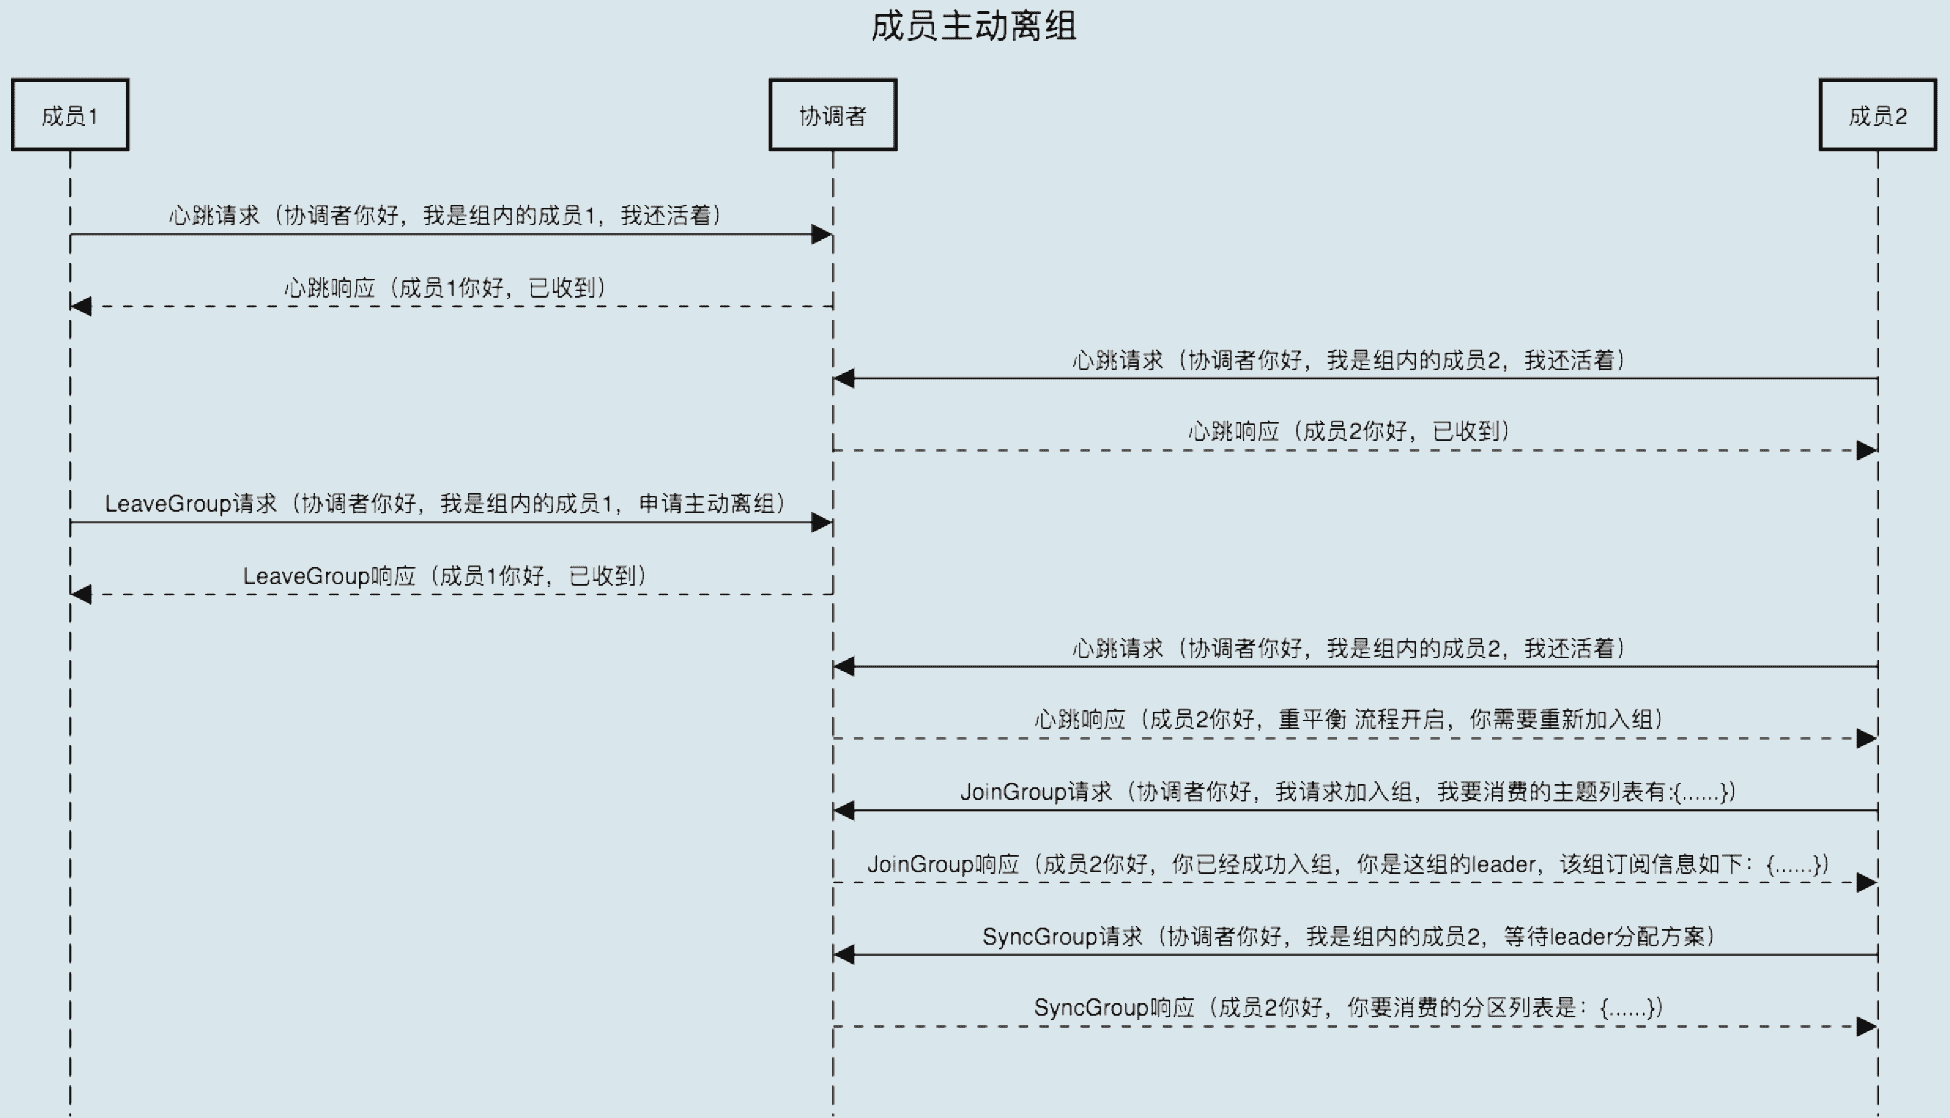 成员主动离组
成员1
协调者
成员2
心跳请求（协调者你好，我是组内的成员1，我还活着）
心跳响应（成员1你好，已收到）
心跳请求（协调者你好，我是组内的成员2，我还活着）
心跳响应（成员2你好，已收到）
LeaveGroup请求（协调者你好，我是组内的成员1，申请主动离组）
LeaveGroup响应（成员1你好，已收到）
心跳请求（协调者你好，我是组内的成员2，我还活着）
心跳响应（成员2你好，重平衡 流程开启，你需要重新加入组）
JoinGroup请求（协调者你好，我请求加入组，我要消费的主题列表有:{......}）
JoinGroup响应（成员2你好，你已经成功入组，你是这组的leader，该组订阅信息如下：{......}）
SyncGroup请求（协调者你好，我是组内的成员2，等待leader分配方案）
SyncGroup响应（成员2你好，你要消费的分区列表是：{......}）